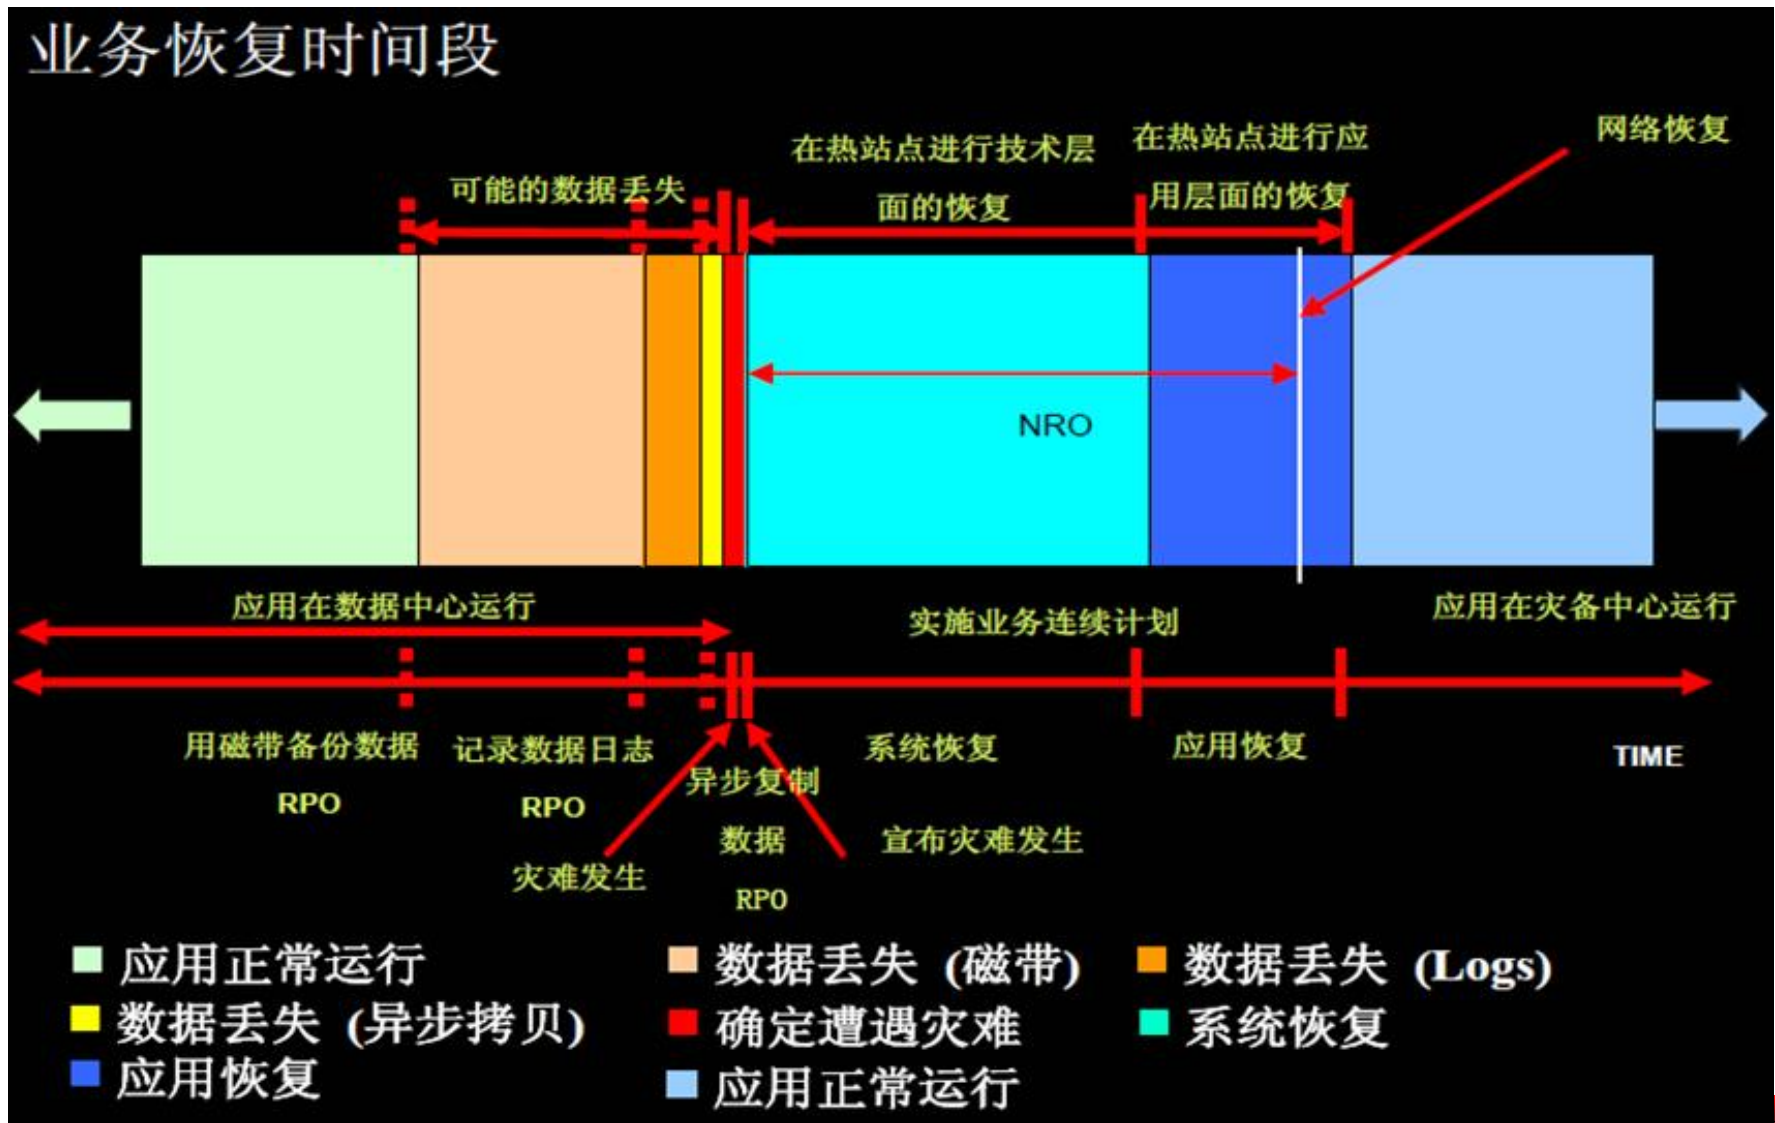 业务恢复时间段
网络恢复
在热站点进行技术层
面的恢复
在热站点进行应
用层面的恢复
可能的数据丢失
NRO
应用在数据中心运行
实施业务连续计划
应用在灾备中心运行
用磁带备份数据
RPO
记录数据日志
RPO
异步复制
数据
RPO
系统恢复
应用恢复
TIME
灾难发生
宣布灾难发生
应用正常运行
数据丢失 (磁带)
数据丢失 (Logs)
数据丢失 (异步拷贝)
确定遭遇灾难
系统恢复
应用恢复
应用正常运行